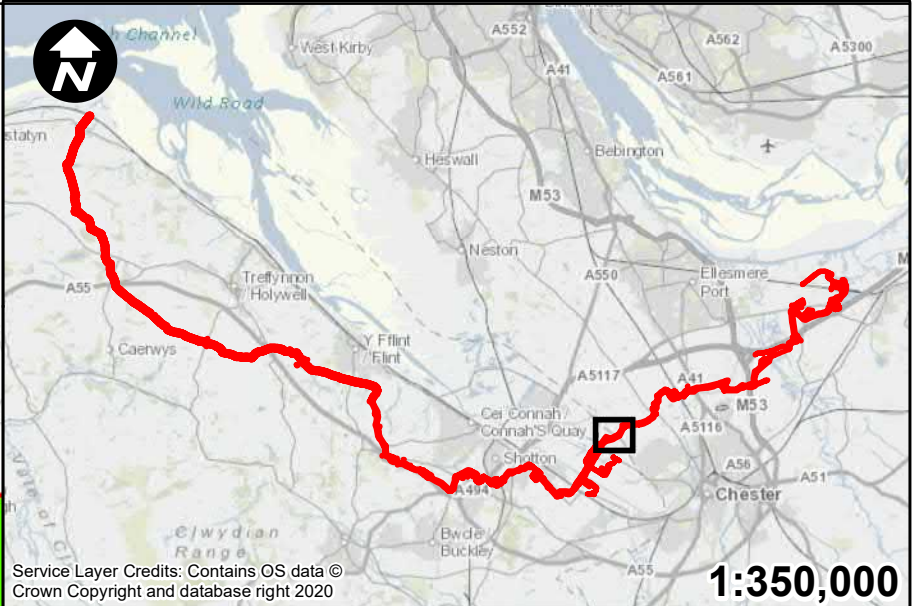 N
Channel
West Kirby
A552
A562
A5300
A41
A561
Wild Road
statyn
Heswall
Bebington
M53
Neston
A550
Ellesmere
Port
Treffynnon
Holywell
A55
Caerwys
Y Fflint
Flint
A5117
A41
M53
Cei Connah
Connah'S Quay
A5116
Shotton
A56
A51
A494
Chester
Clwydian
Range
Bwcle
Buckley
A55
Service Layer Credits: Contains OS data ©
Crown Copyright and database right 2020
1:350,000